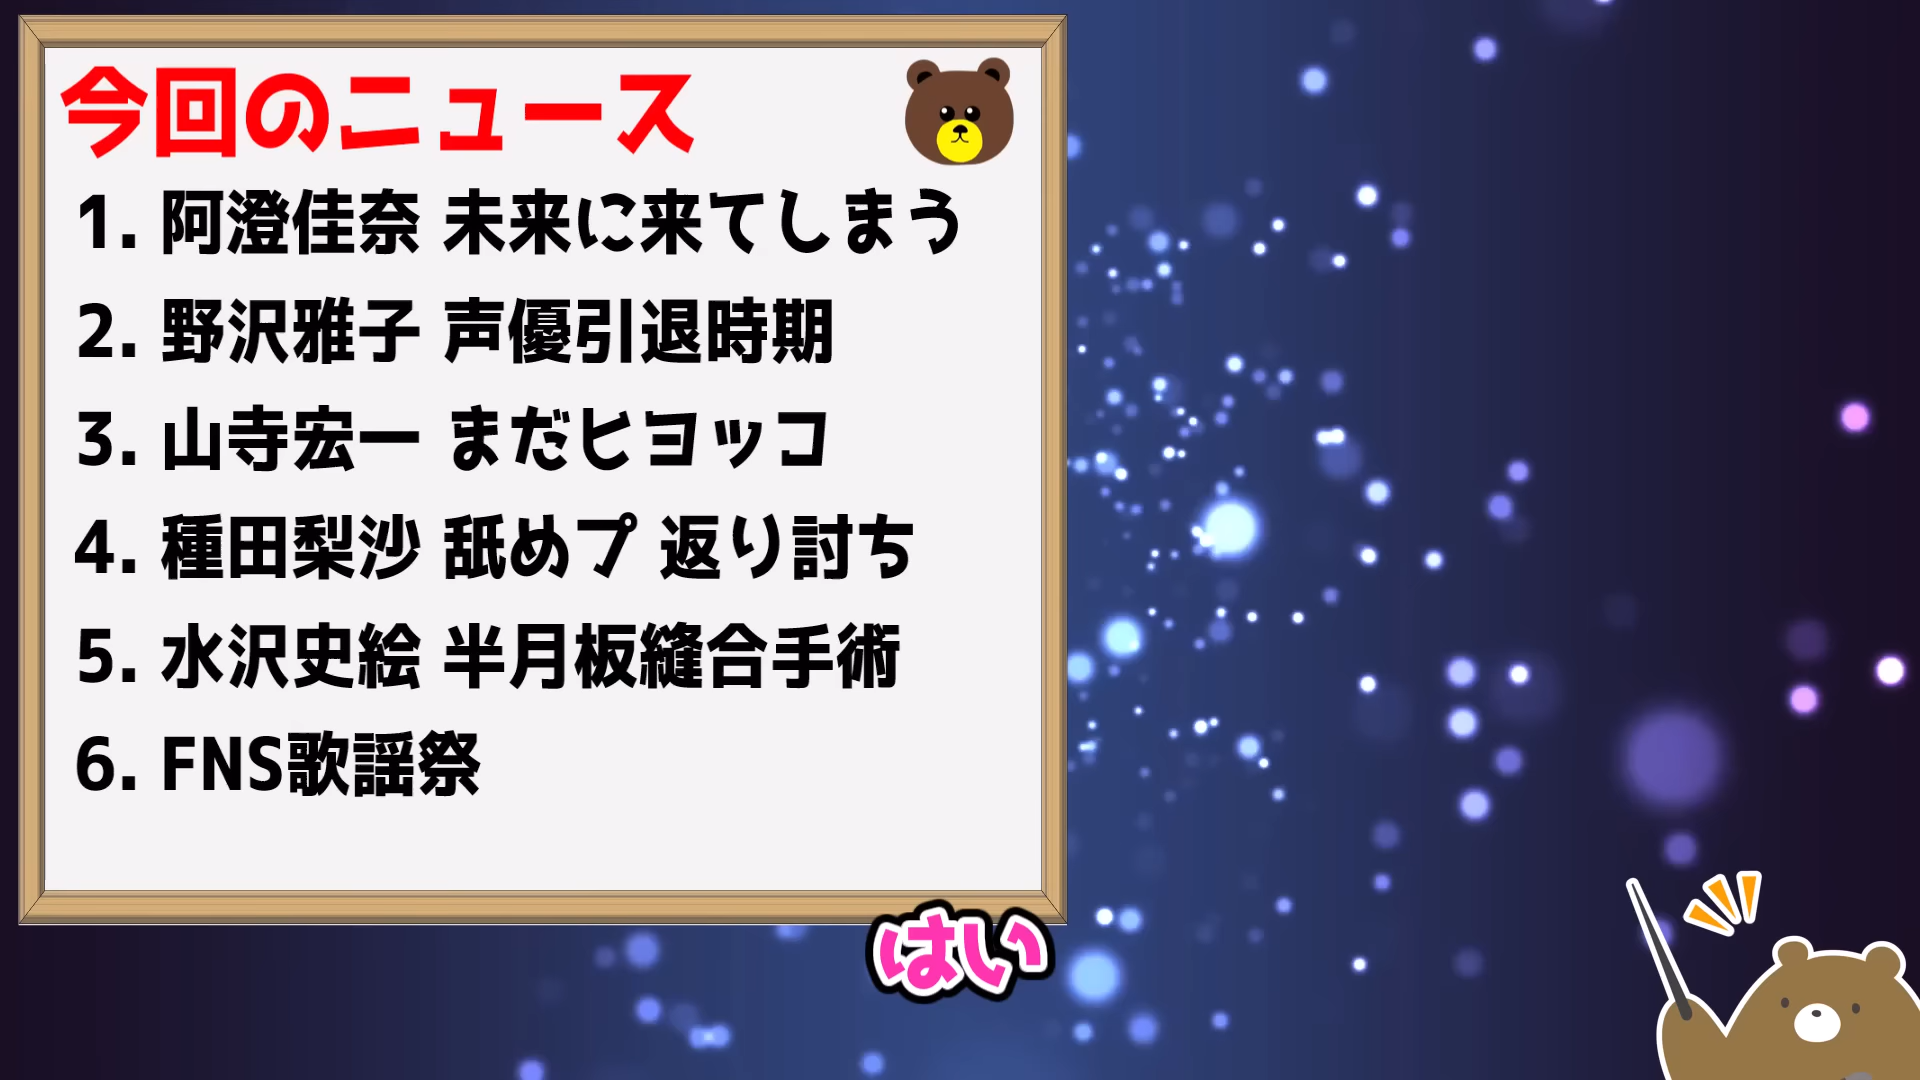 今回のニュース
1. 阿澄佳奈 未来に来てしまう
2. 野沢雅子 声優引退時期
3. 山寺宏一 まだヒヨッコ
4. 種田梨沙 舐めプ 返り討ち
5. 水沢史絵 半月板縫合手術
6. FNS歌謡祭
はい